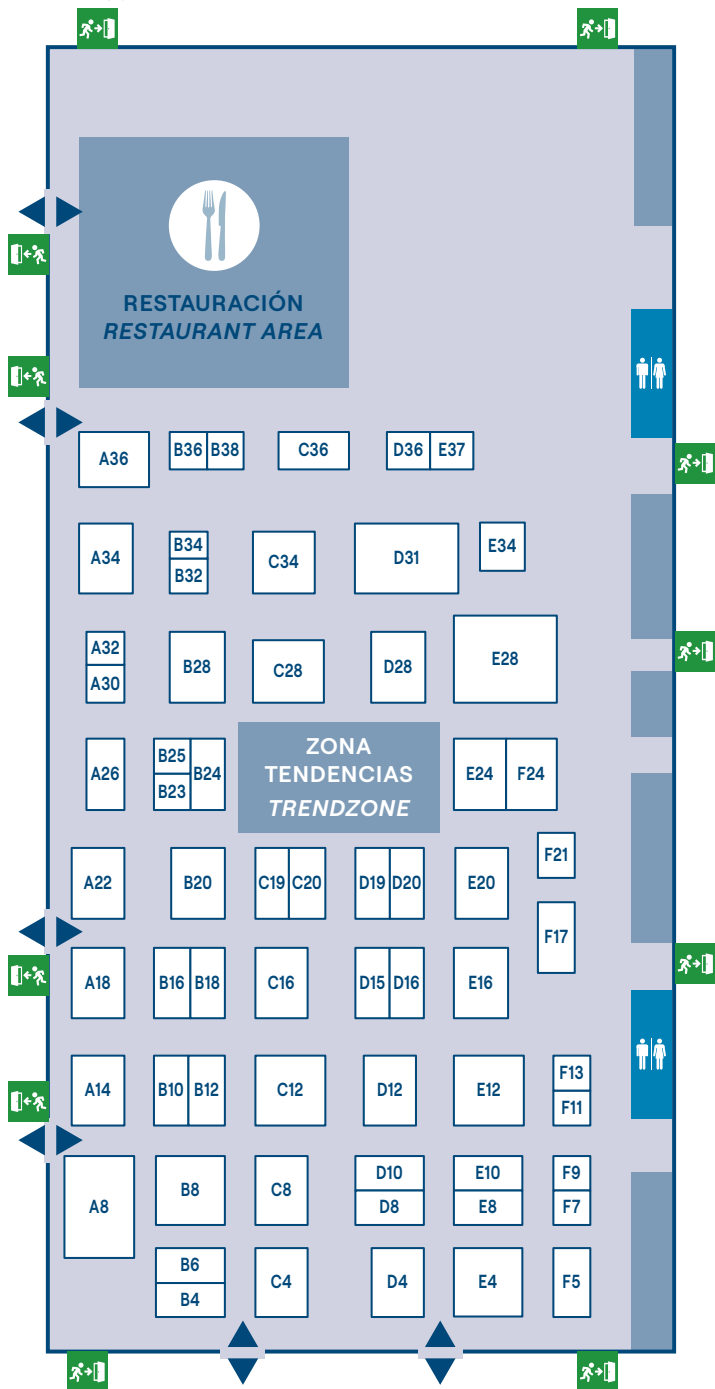 RESTAURACIÓN
RESTAURANT AREA
A36
B36
B38
C36
D36
E37
A34
B34
B32
C34
D31
E34
A32
A30
B28
C28
D28
E28
A26
B25
B23
B24
ZONA
TENDENCIAS
TRENDZONE
E24
F24
A22
B20
C19
C20
D19
D20
E20
F21
F17
A18
B16
B18
C16
D15
D16
E16
A14
B10
B12
C12
D12
E12
F13
F11
A8
B8
C8
D10
D8
E10
E8
F9
F7
B6
B4
C4
D4
E4
F5